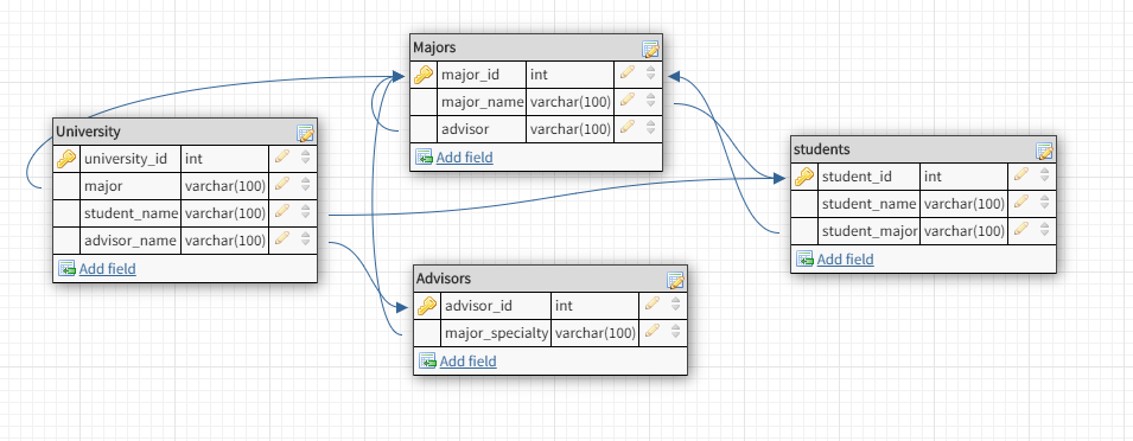 Majors
major_id int
major_name varchar(100)
advisor varchar(100)
Add field
University
university_id int
major varchar(100)
student_name varchar(100)
advisor_name varchar(100)
Add field
students
student_id int
student_name varchar(100)
student_major varchar(100)
Add field
Advisors
advisor_id int
major_specialty varchar(100)
Add field